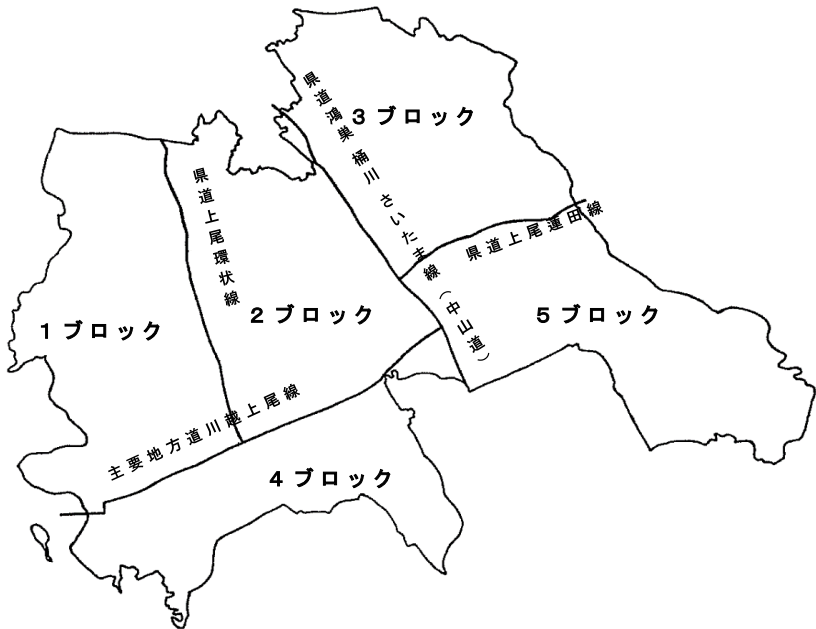 3 ブロック
県道鴻巣桶川さいたま線(中山道)
県道上尾環状線
県道上尾蓮田線
1 ブロック
2 ブロック
5 ブロック
主要地方道川越上尾線
4 ブロック